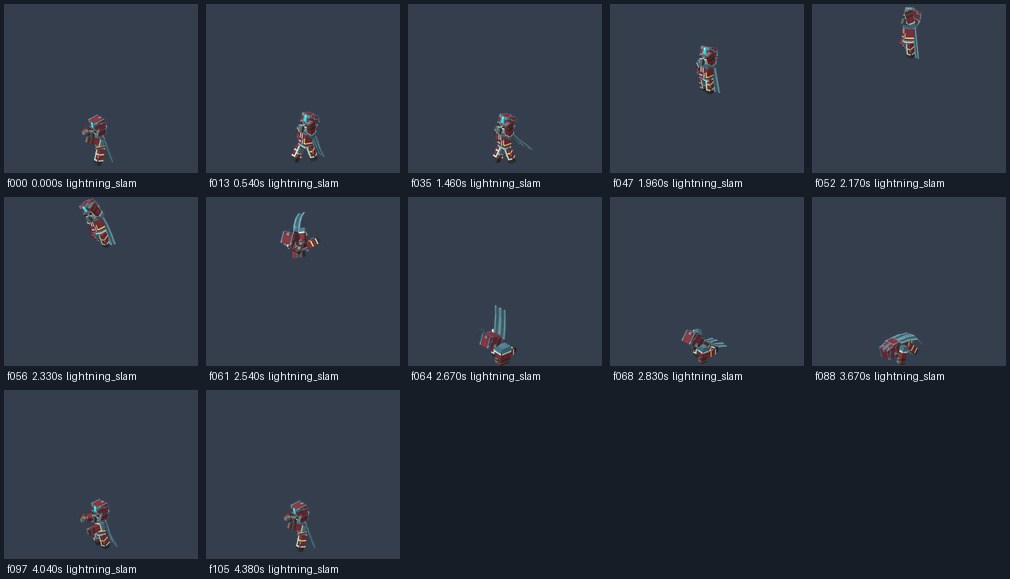 f000 0.000s lightning_slam
f013 0.540s lightning_slam
f035 1.460s lightning_slam
f047 1.960s lightning_slam
f052 2.170s lightning_slam
f056 2.330s lightning_slam
f061 2.540s lightning_slam
f064 2.670s lightning_slam
f068 2.830s lightning_slam
f088 3.670s lightning_slam
f097 4.040s lightning_slam
f105 4.380s lightning_slam